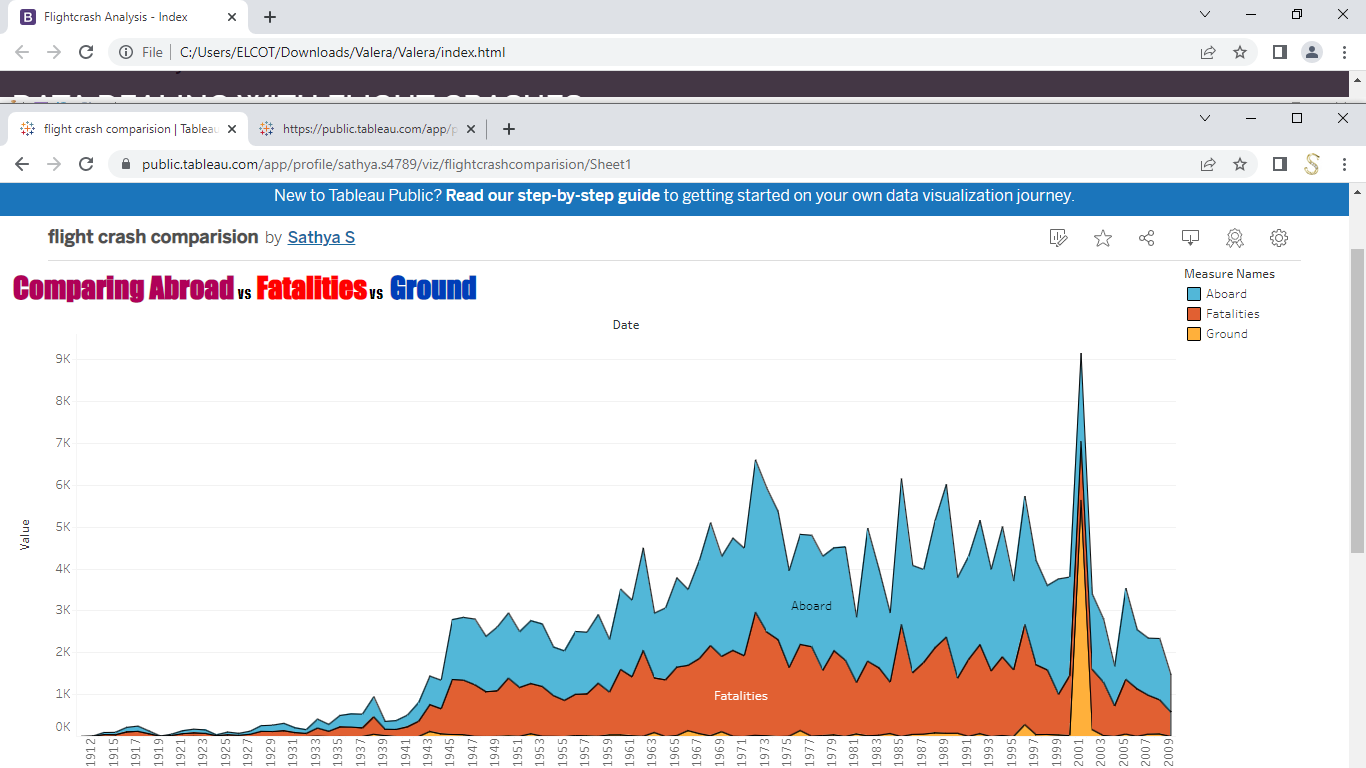 Flightcrash Analysis - Index
File C:/Users/ELCOT/Downloads/Valera/Valera/index.html
flight crash comparision | Tableau
https://public.tableau.com/app/p
public.tableau.com/app/profile/sathya.s4789/viz/flightcrashcomparision/Sheet1
New to Tableau Public? Read our step-by-step guide to getting started on your own data visualization journey.
flight crash comparision by Sathya S
Comparing Abroad vs Fatalities vs Ground
Measure Names
Aboard
Fatalities
Ground
Date
9K
8K
7K
6K
5K
4K
3K
2K
1K
0K
Value
Aboard
Fatalities
1912 1915 1917 1919 1921 1923 1925 1927 1929 1931 1933 1935 1937 1939 1941 1943 1945 1947 1949 1951 1953 1955 1957 1959 1961 1963 1965 1967 1969 1971 1973 1975 1977 1979 1981 1983 1985 1987 1989 1991 1993 1995 1997 1999 2001 2003 2005 2007 2009